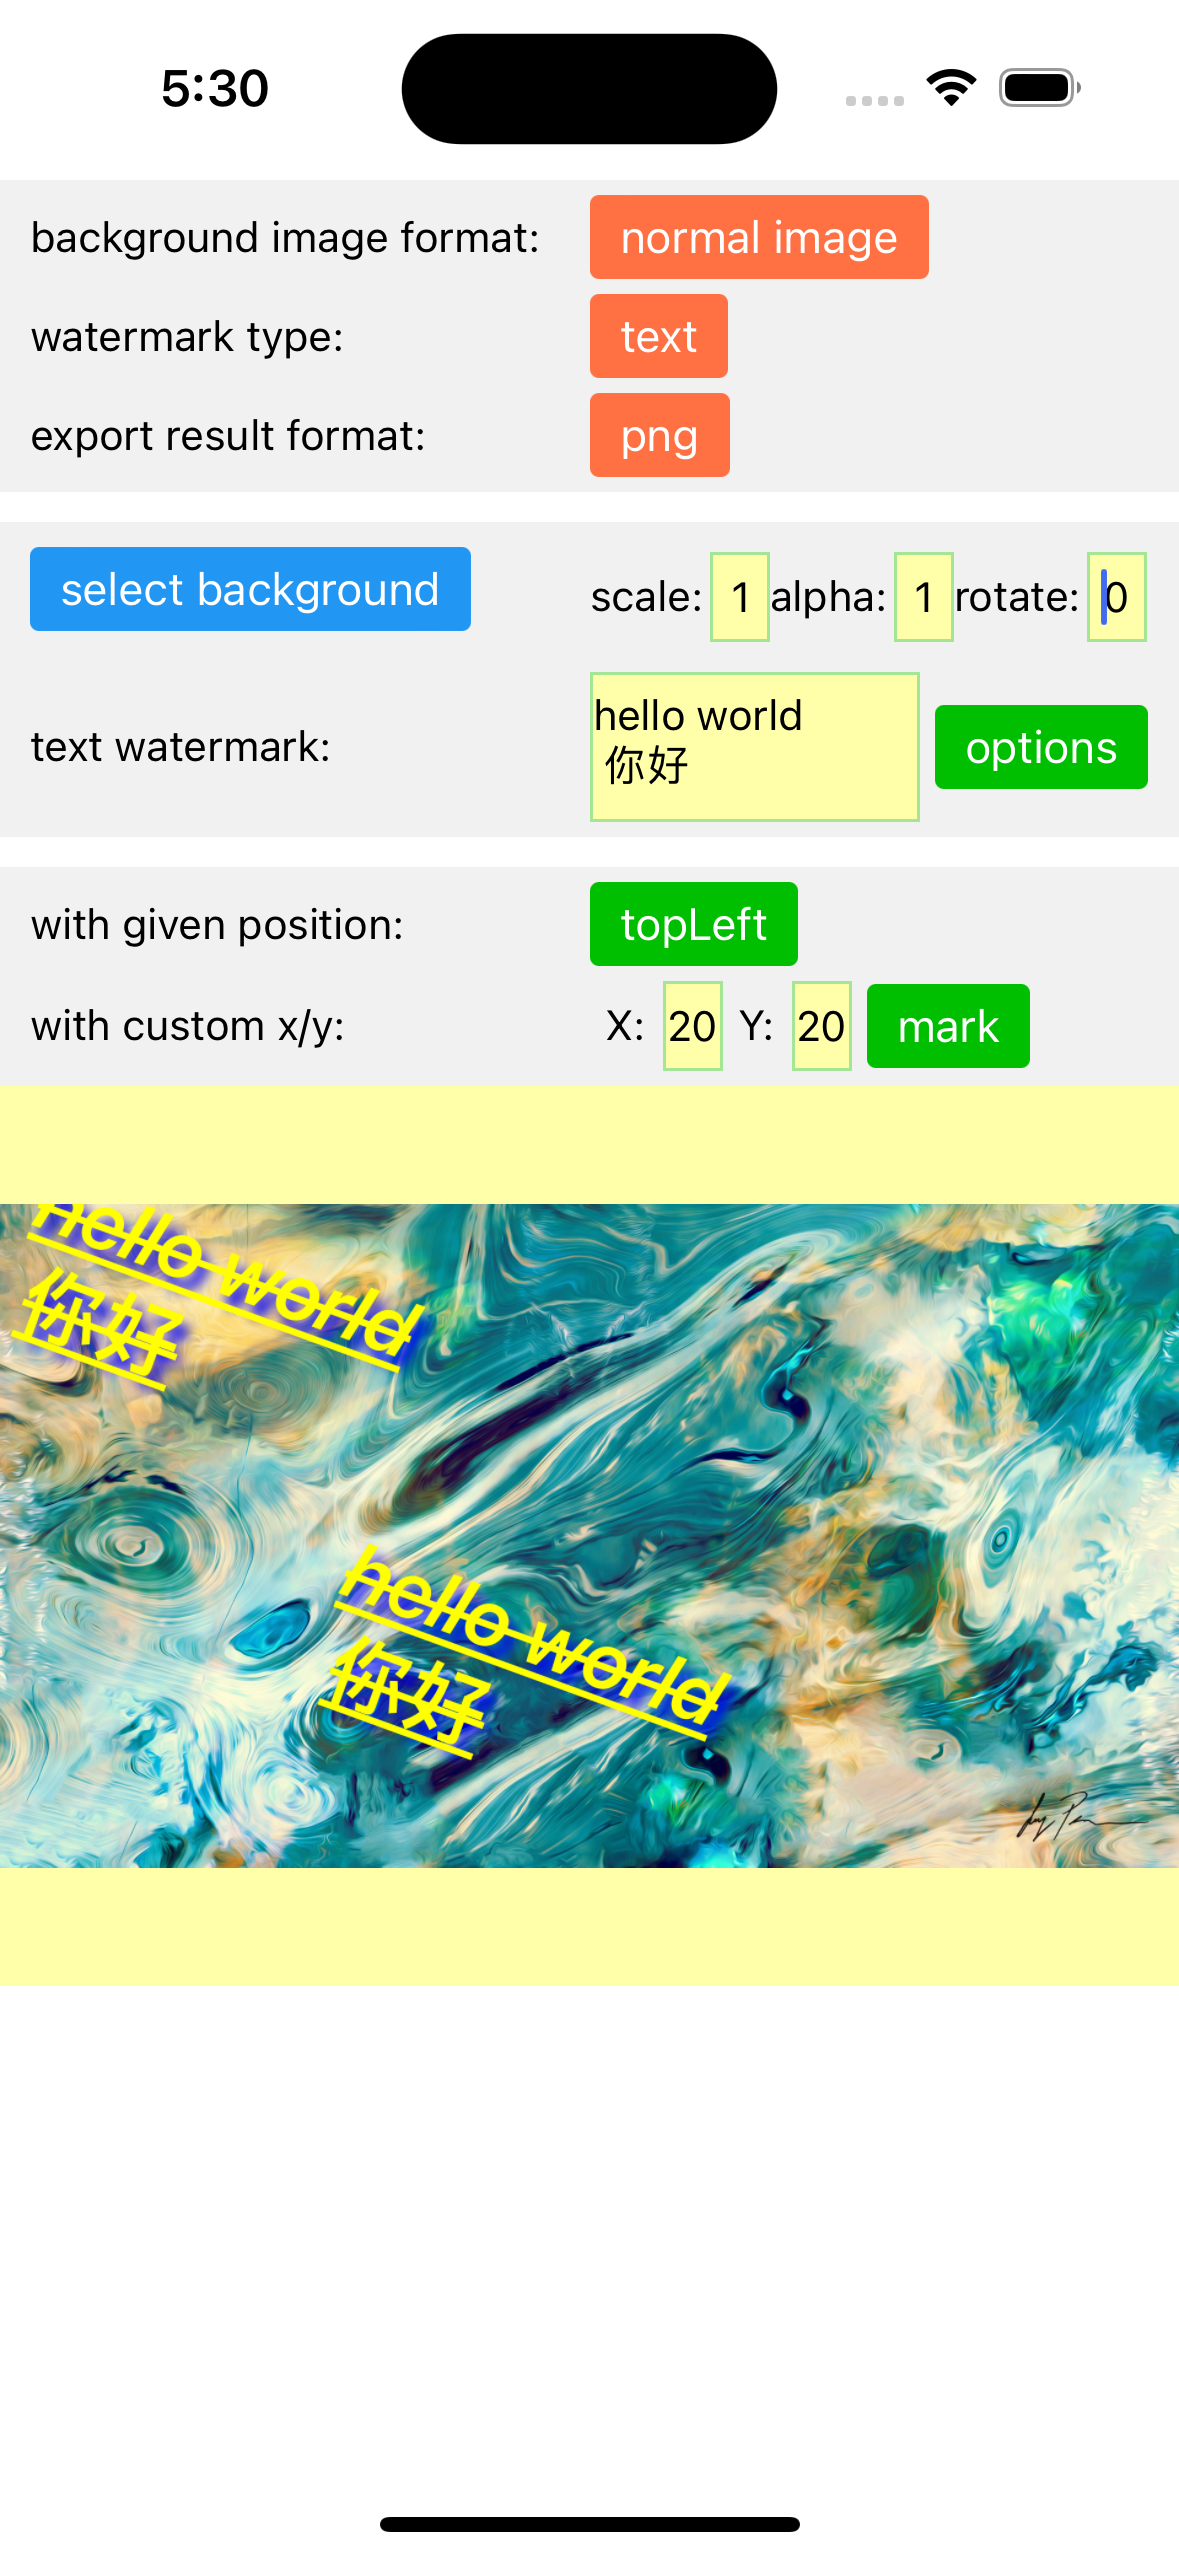 5:30
background image format: normal image
watermark type: text
export result format: png
select background scale: 1 alpha: 1 rotate: 0
text watermark: hello world
你好
options
with given position: topLeft
with custom x/y: X: 20 Y: 20 mark
hello world
你好
hello world
你好